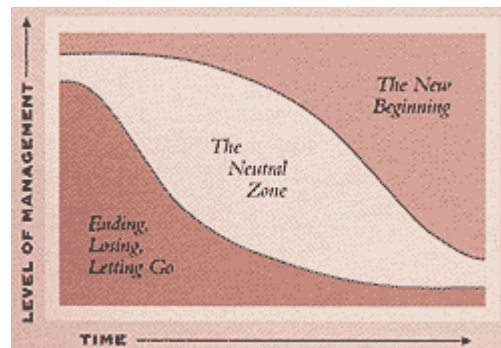 LEVEL OF MANAGEMENT
The New
Beginning
The
Neutral
Zone
Ending,
Losing,
Letting Go
TIME